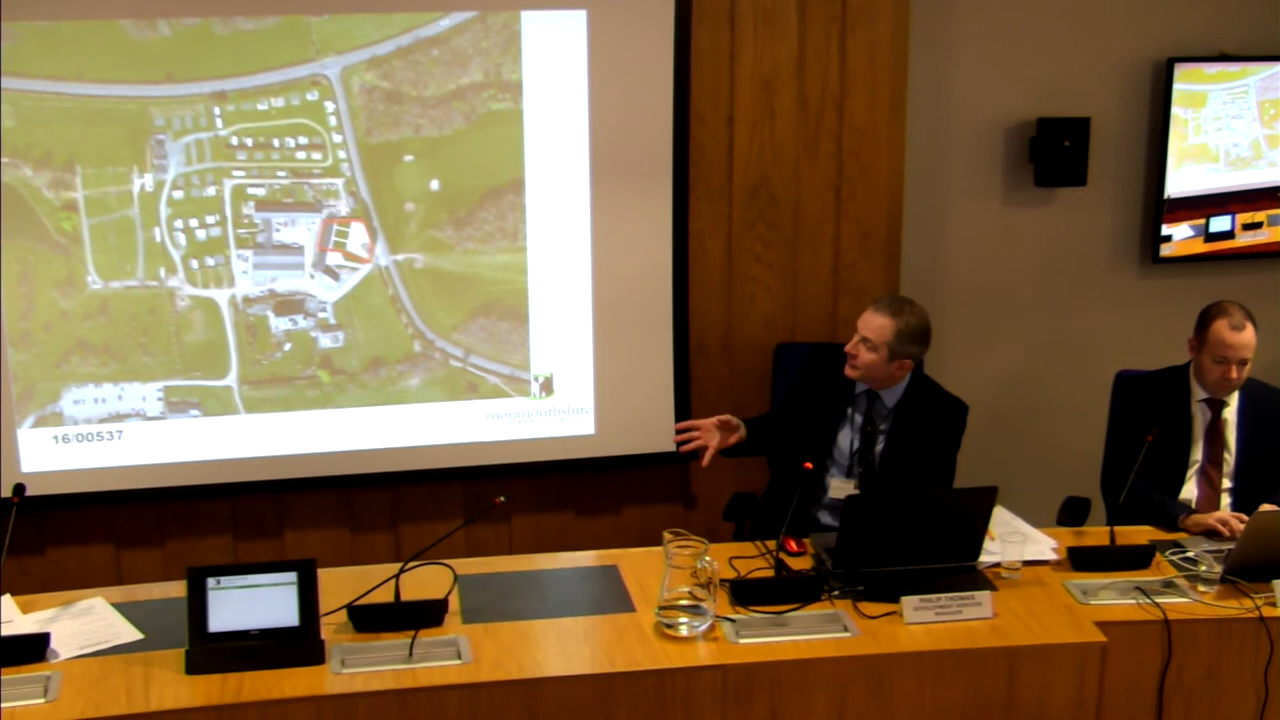 monmouthshire
16/00537
PHILIP THOMAS
DEVELOPMENT SERVICES
MANAGER